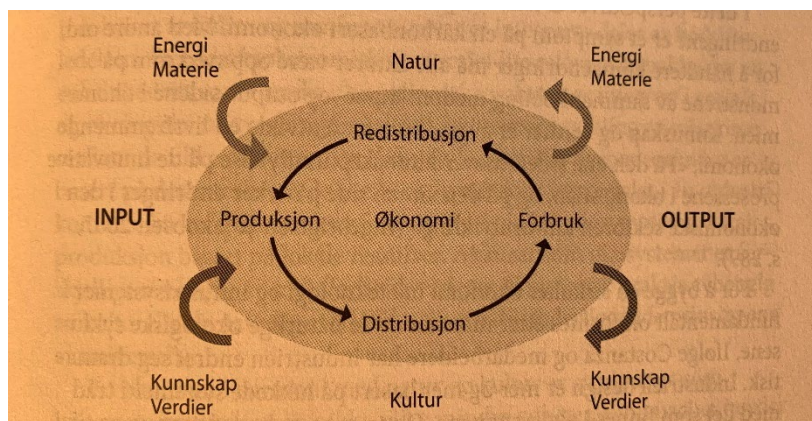 Energi
Materie
Natur
Energi
Materie
Redistribusjon
INPUT
Produksjon
Økonomi
Forbruk
OUTPUT
Distribusjon
Kunnskap
Verdier
Kultur
Kunnskap
Verdier